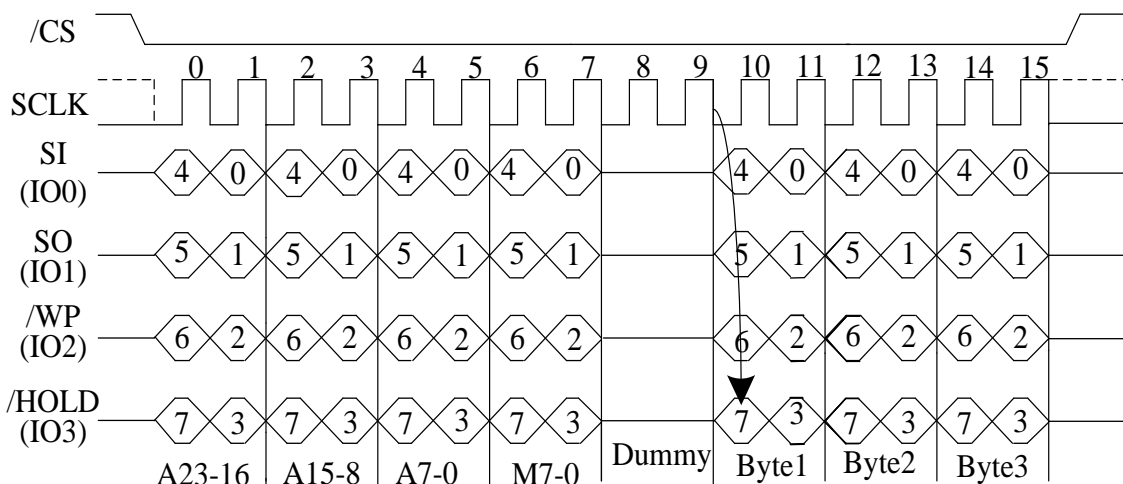 /CS
0 1 2 3 4 5 6 7 8 9 10 11 12 13 14 15
SCLK
SI
(IO0)
4 0 4 0 4 0 4 0 4 0 4 0 4 0
SO
(IO1)
5 1 5 1 5 1 5 1 5 1 5 1 5 1
/WP
(IO2)
6 2 6 2 6 2 6 2 6 2 6 2 6 2
/HOLD
(IO3)
7 3 7 3 7 3 7 3 7 3 7 3 7 3
A23-16 A15-8 A7-0 M7-0 Dummy Byte1 Byte2 Byte3